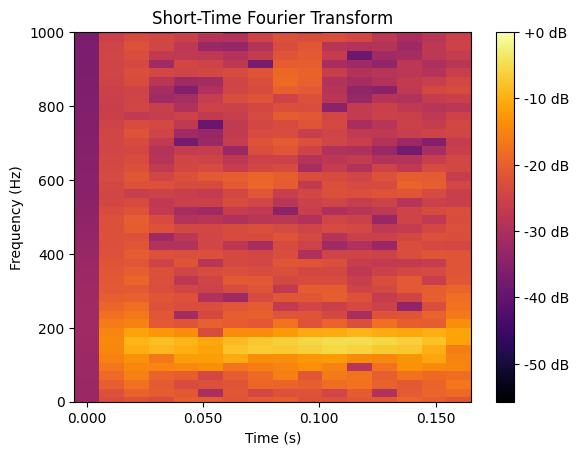 Short-Time Fourier Transform
Frequency (Hz)
1000
800
600
400
200
0
0.000
0.050
0.100
0.150
Time (s)
+0 dB
-10 dB
-20 dB
-30 dB
-40 dB
-50 dB